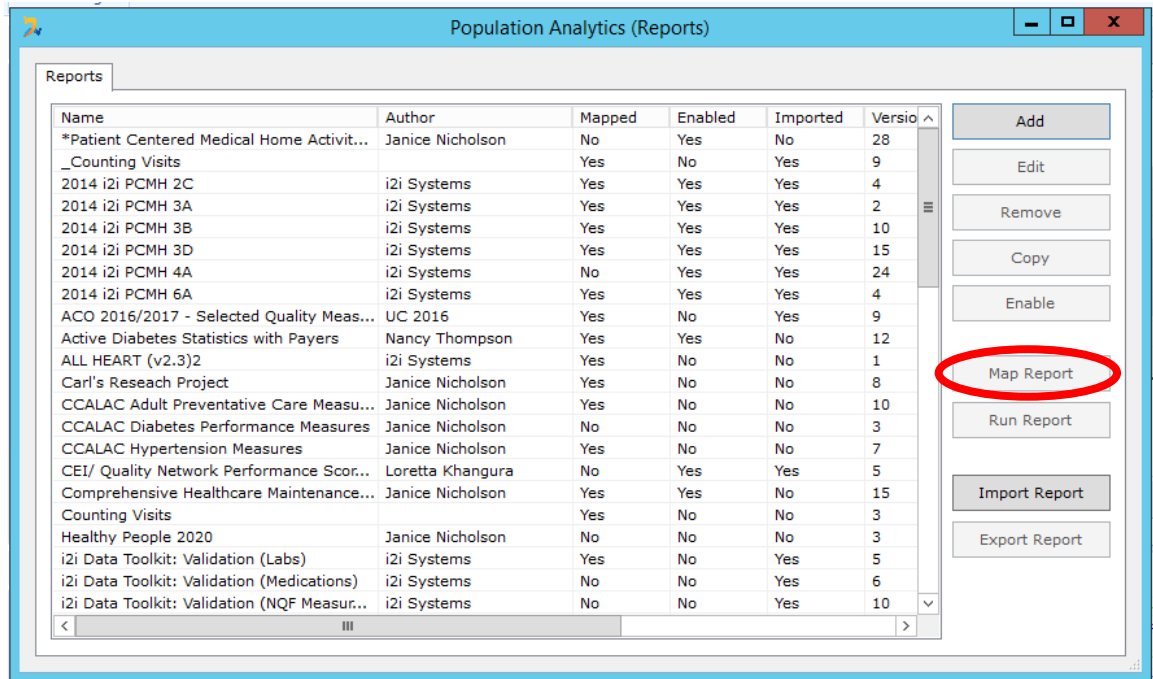 Population Analytics (Reports)
Reports
Name Author Mapped Enabled Imported Versio
*Patient Centered Medical Home Activit... Janice Nicholson No Yes No 28
_Counting Visits Yes No Yes 9
2014 i2i PCMH 2C i2i Systems Yes Yes Yes 4
2014 i2i PCMH 3A i2i Systems Yes Yes Yes 2
2014 i2i PCMH 3B i2i Systems Yes Yes Yes 10
2014 i2i PCMH 3D i2i Systems Yes Yes Yes 15
2014 i2i PCMH 4A i2i Systems No Yes Yes 24
2014 i2i PCMH 6A i2i Systems Yes Yes Yes 4
ACO 2016/2017 - Selected Quality Meas... UC 2016 Yes No Yes 9
Active Diabetes Statistics with Payers Nancy Thompson Yes Yes No 12
ALL HEART (v2.3)2 i2i Systems Yes No No 1
Carl's Reseach Project Janice Nicholson Yes No No 8
CCALAC Adult Preventative Care Measu... Janice Nicholson Yes No No 10
CCALAC Diabetes Performance Measures Janice Nicholson No No No 3
CCALAC Hypertension Measures Janice Nicholson Yes No No 7
CEI/ Quality Network Performance Scor... Loretta Khangura No Yes Yes 5
Comprehensive Healthcare Maintenance... Janice Nicholson Yes Yes No 15
Counting Visits Yes No No 3
Healthy People 2020 Janice Nicholson No No No 3
i2i Data Toolkit: Validation (Labs) i2i Systems Yes No Yes 5
i2i Data Toolkit: Validation (Medications) i2i Systems No No Yes 6
i2i Data Toolkit: Validation (NQF Measur... i2i Systems No No Yes 10
Add
Edit
Remove
Copy
Enable
Map Report
Run Report
Import Report
Export Report